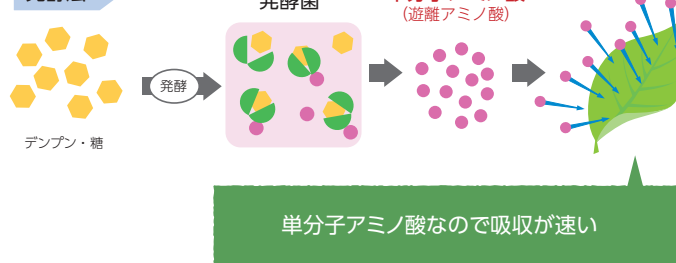 発酵菌
(遊離アミノ酸)
発酵
デンプン・糖
単分子アミノ酸なので吸収が速い